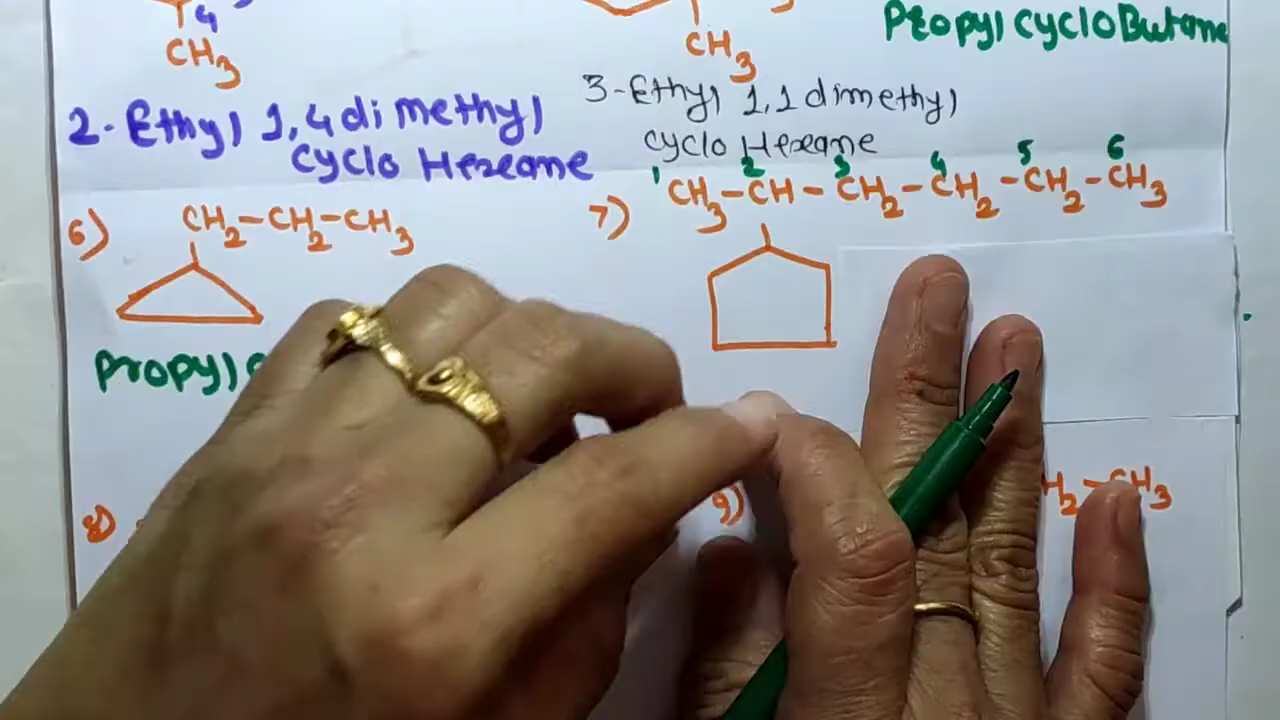 4
CH3
CH3
Propyl cycloButane
2-Ethyl 1,4 dimethyl
cyclo Hexane
3-Ethyl 1,1 dimethyl
cyclo Hexane
6)
CH2-CH2-CH3
Propyl
7)
1 2 3 4 5 6
CH3-CH-CH2-CH2-CH2-CH3
8)
9)
H2-CH3